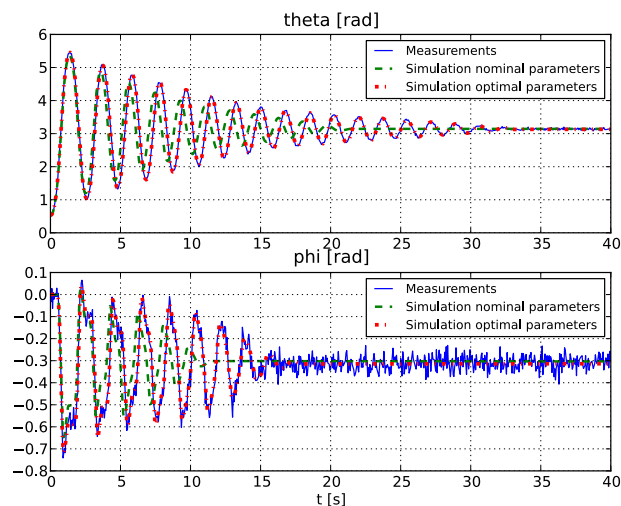 theta [rad]
6
5
4
3
2
1
0
Measurements
Simulation nominal parameters
Simulation optimal parameters
0 5 10 15 20 25 30 35 40
phi [rad]
0.1
0.0
−0.1
−0.2
−0.3
−0.4
−0.5
−0.6
−0.7
−0.8
Measurements
Simulation nominal parameters
Simulation optimal parameters
0 5 10 15 20 25 30 35 40
t [s]